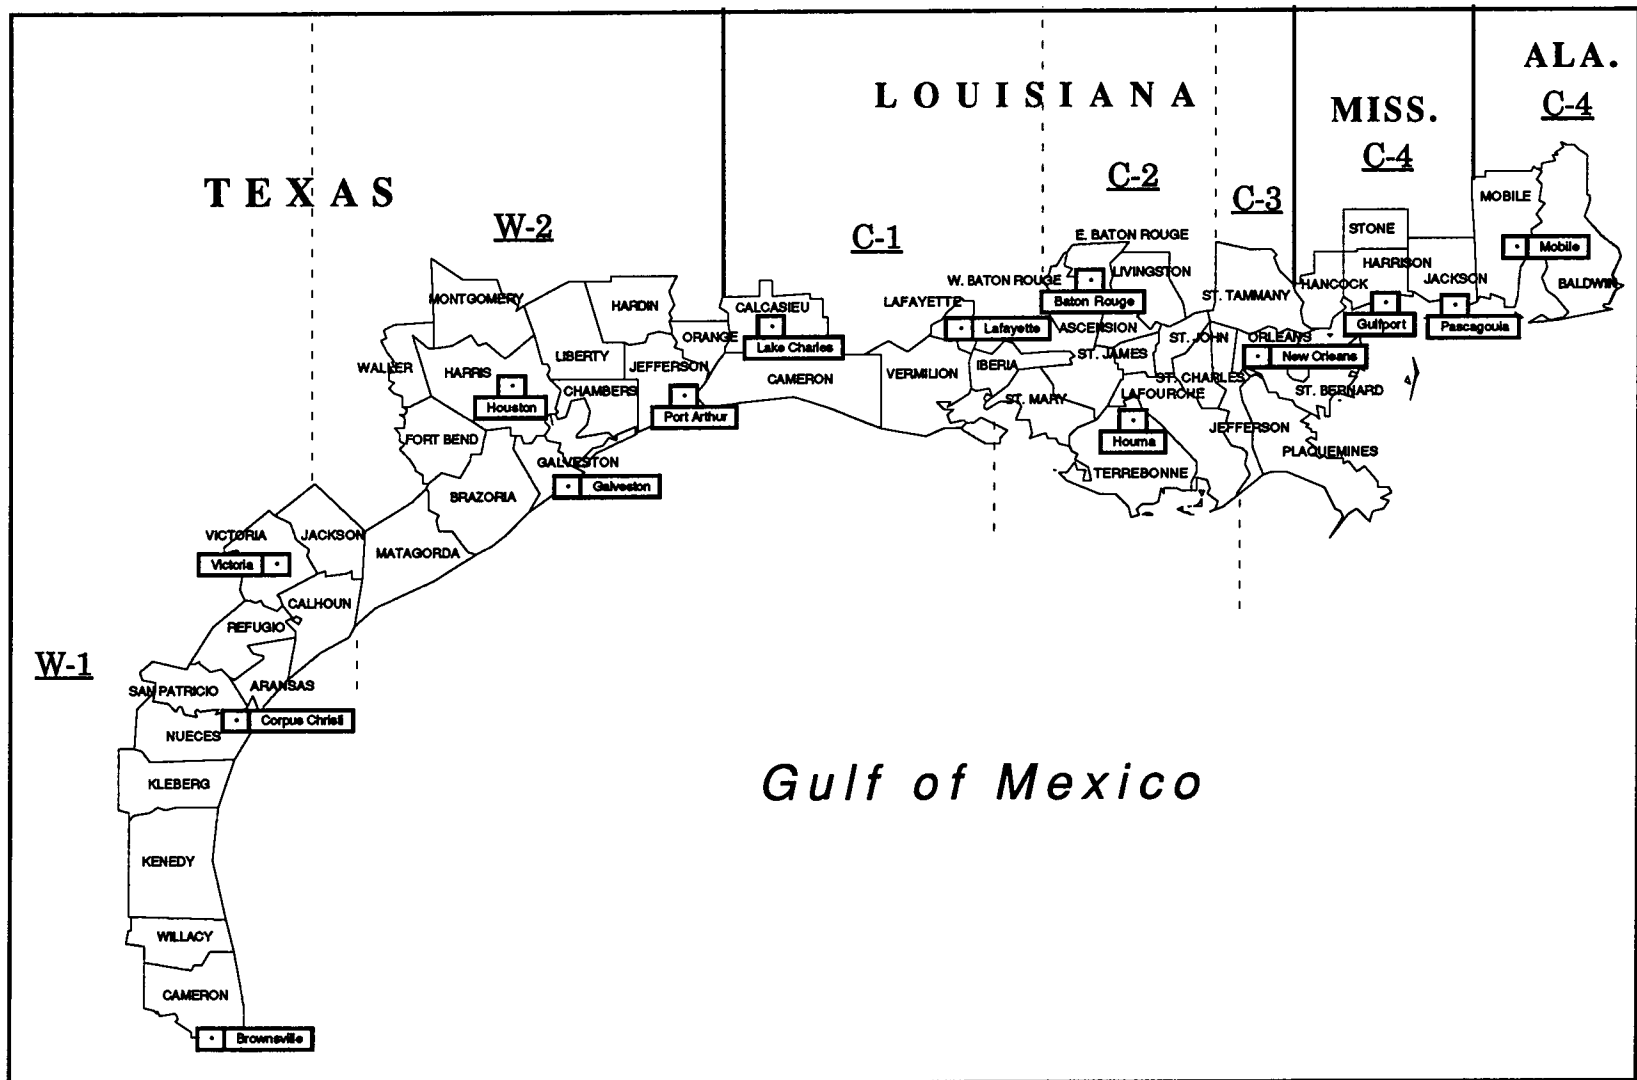 ALA.
C-4
LOUISIANA
MISS.
C-4
C-2
TEXAS
C-3
MOBILE
W-2
C-1
STONE
E. BATON ROUGE
Mobile
HARRISON
W. BATON ROUGE
LIVINGSTON
JACKSON
HANCOCK
BALDWIN
MONTGOMERY
HARDIN
CALCASIEU
LAFAYETTE
Baton Rouge
ST. TAMMANY
Gulfport
Pascagoula
ORANGE
Lake Charles
Lafayette
ASCENSION
ST. JOHN
ORLEANS
New Orleans
LIBERTY
JEFFERSON
WALLER
HARRIS
CHAMBERS
CAMERON
VERMILION
IBERIA
ST. JAMES
ST. CHARLES
ST. BERNARD
Houston
Port Arthur
ST. MARY
LAFOURCHE
Houma
JEFFERSON
FORT BEND
GALVESTON
Galveston
PLAQUEMINES
TERREBONNE
BRAZORIA
VICTORIA
JACKSON
MATAGORDA
Victoria
CALHOUN
REFUGIO
W-1
SAN PATRICIO
ARANSAS
Corpus Christi
NUECES
KLEBERG
Gulf of Mexico
KENEDY
WILLACY
CAMERON
Brownsville